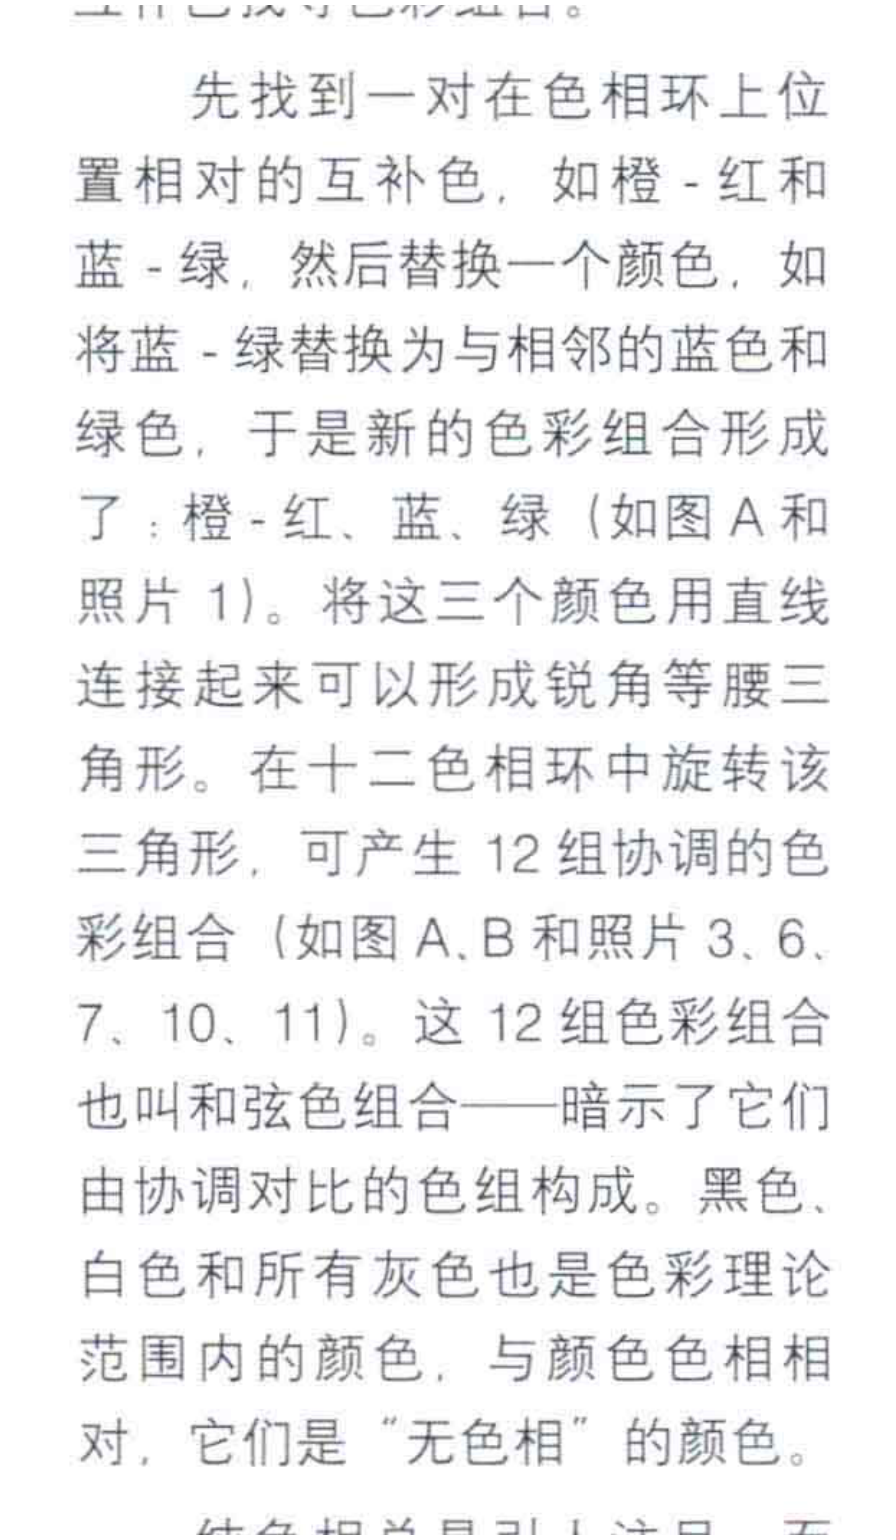 先找到一对在色相环上位
置相对的互补色，如橙-红和
蓝-绿，然后替换一个颜色，如
将蓝-绿替换为与相邻的蓝色和
绿色，于是新的色彩组合形成
了：橙-红、蓝、绿（如图A和
照片 1）。将这三个颜色用直线
连接起来可以形成锐角等腰三
角形。在十二色相环中旋转该
三角形，可产生 12 组协调的色
彩组合（如图 A、B 和照片 3、6、
7、10、11）。这 12 组色彩组合
也叫和弦色组合——暗示了它们
由协调对比的色组构成。黑色、
白色和所有灰色也是色彩理论
范围内的颜色，与颜色色相相
对，它们是“无色相”的颜色。